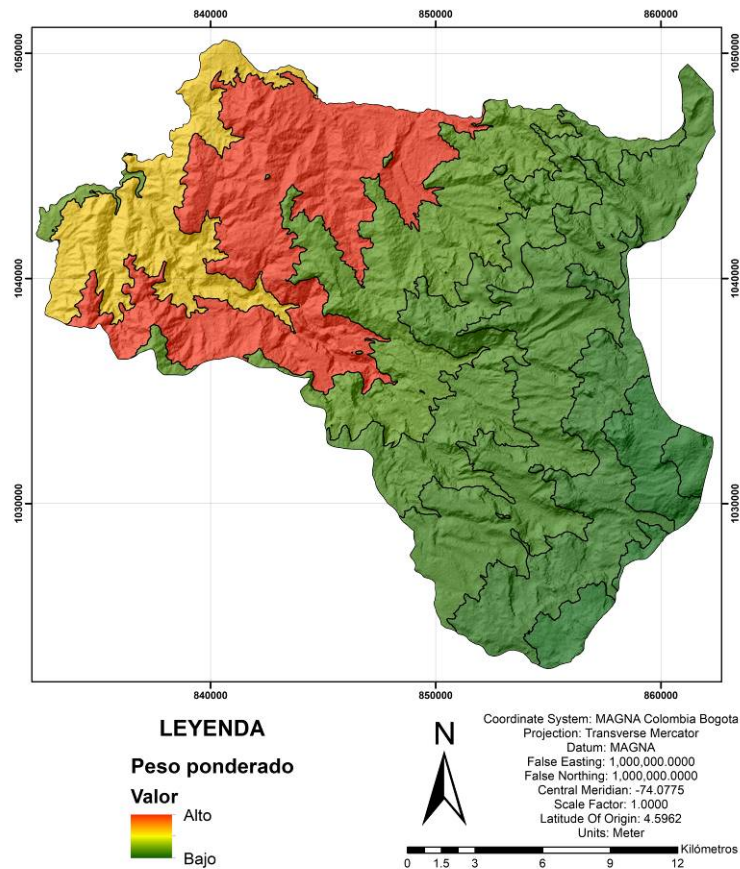 840000 850000 860000
1050000 1050000
1040000 1040000
1030000 1030000
840000 850000 860000
LEYENDA
Peso ponderado
Valor
Alto
Bajo
N
Coordinate System: MAGNA Colombia Bogota
Projection: Transverse Mercator
Datum: MAGNA
False Easting: 1,000,000.0000
False Northing: 1,000,000.0000
Central Meridian: -74.0775
Scale Factor: 1.0000
Latitude Of Origin: 4.5962
Units: Meter
Kilómetros
0 1.5 3 6 9 12